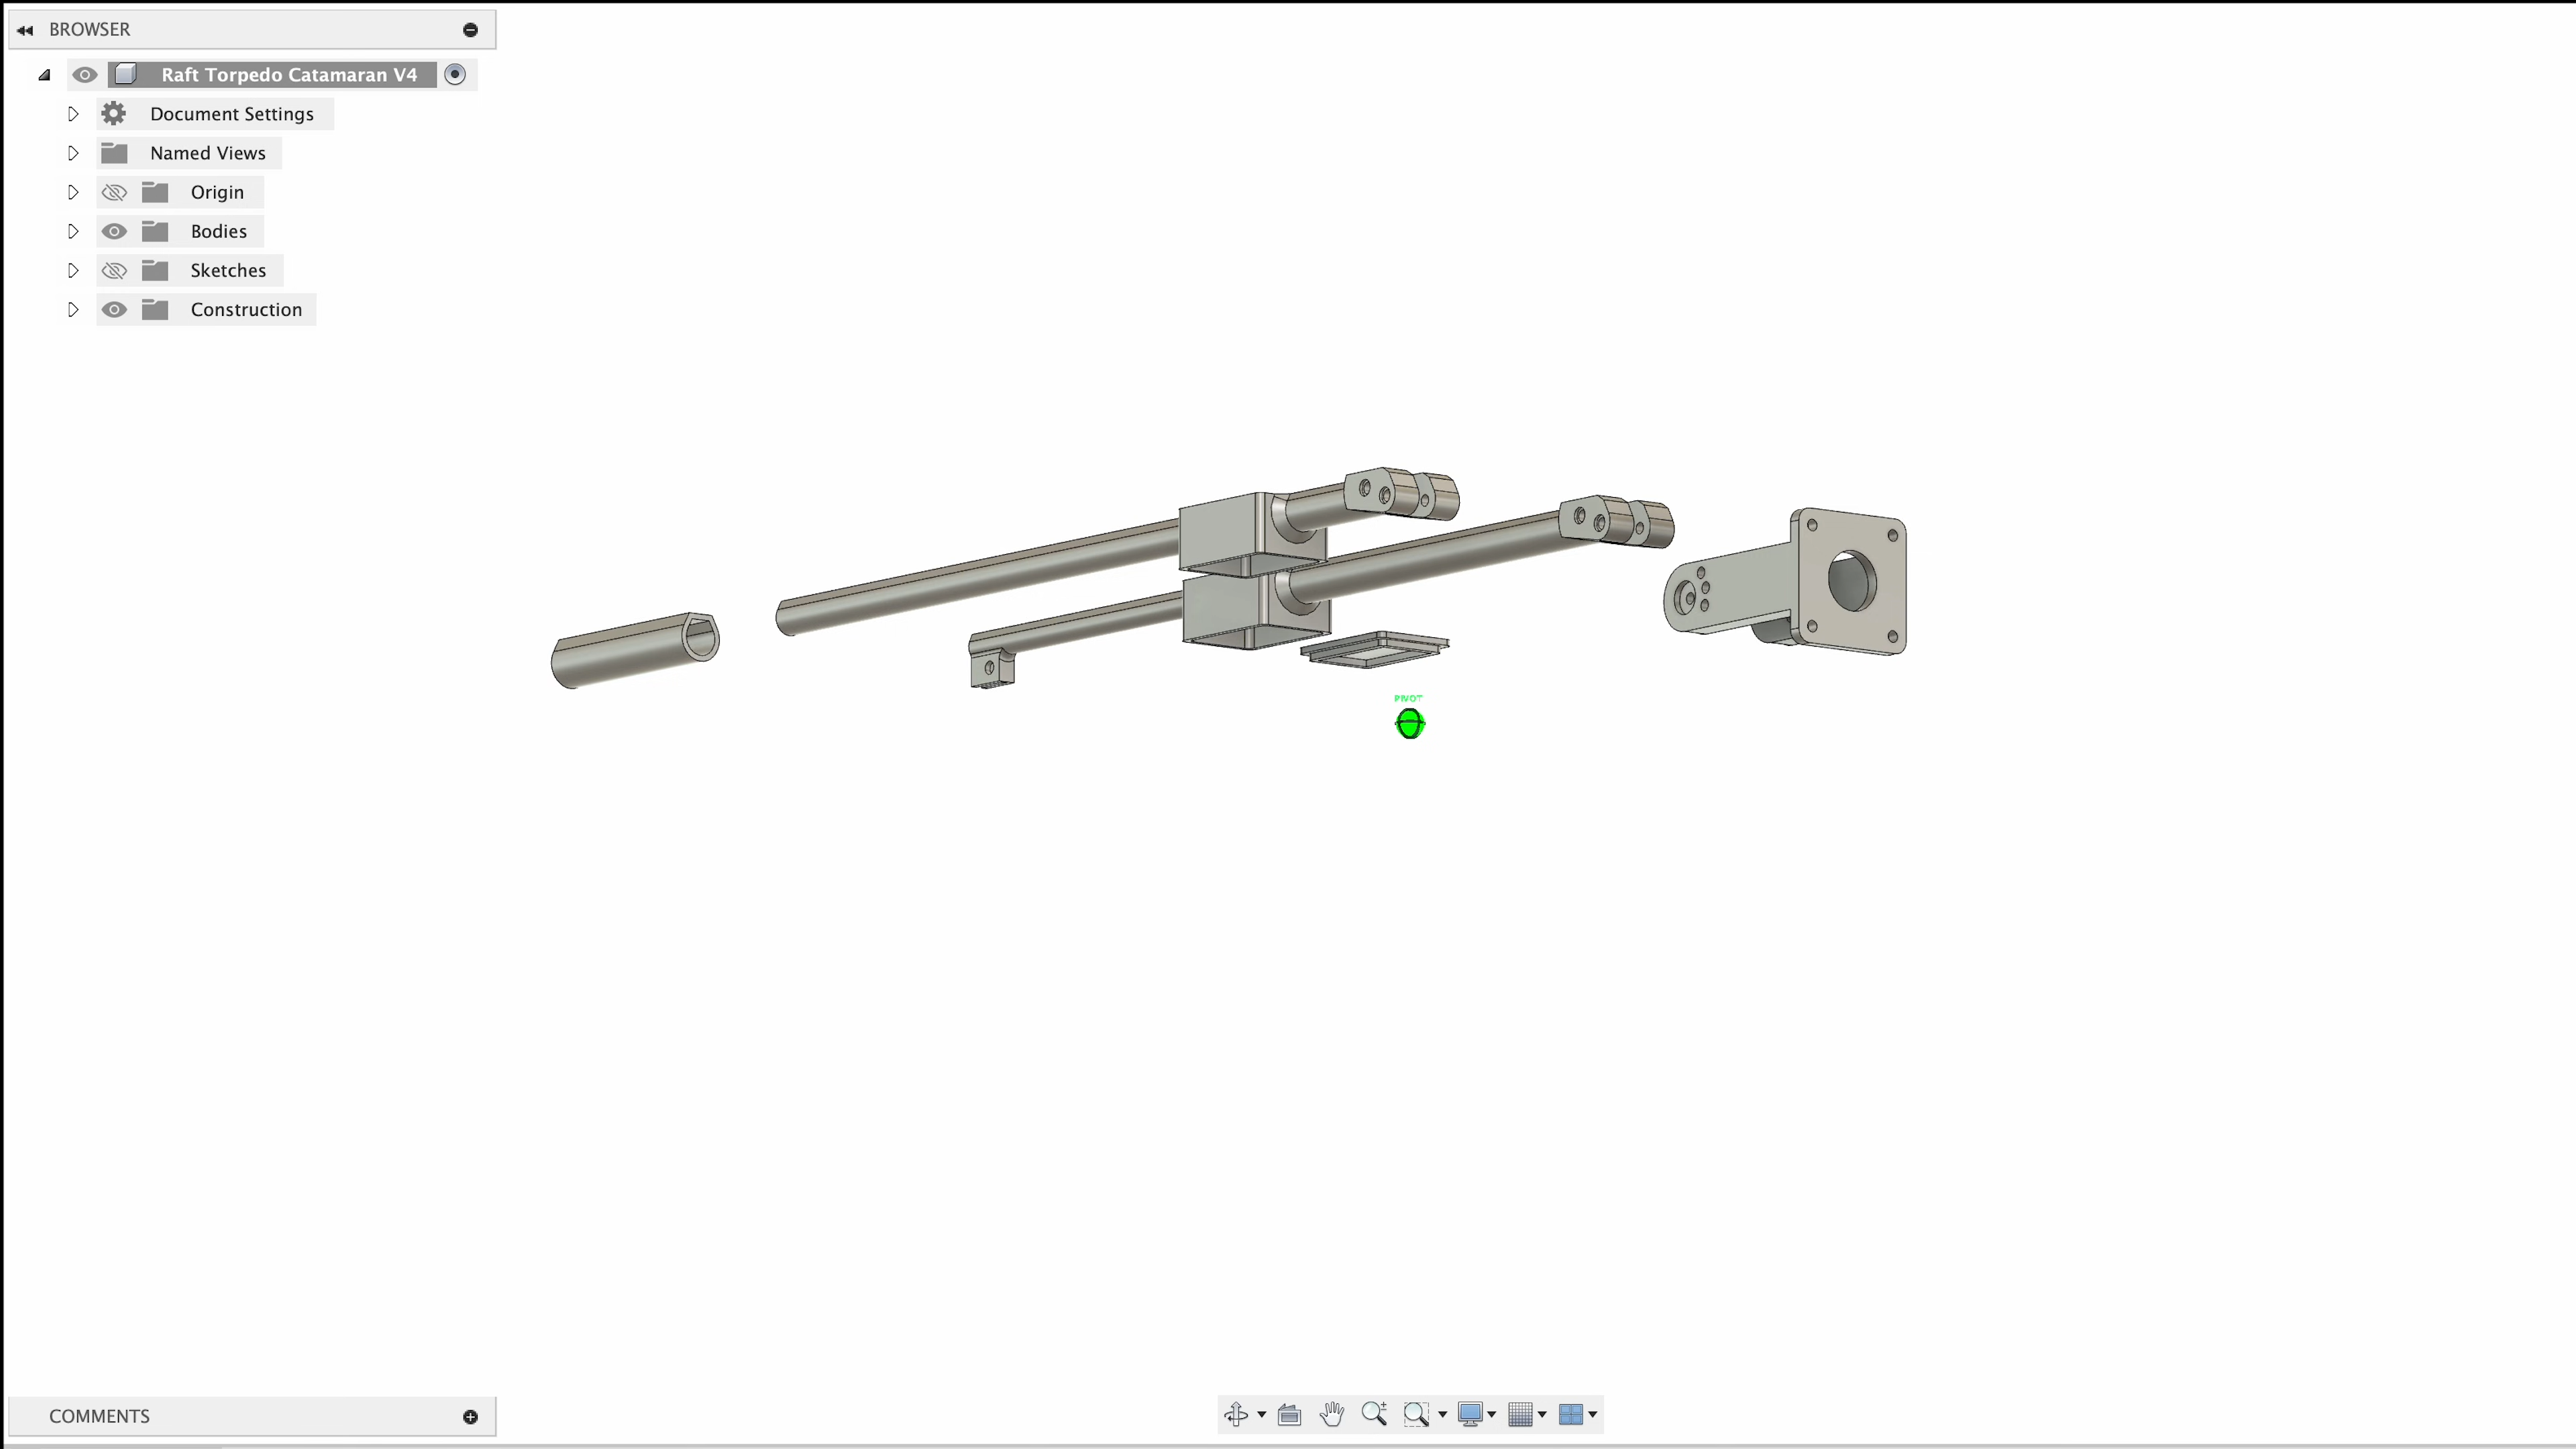 BROWSER
Raft Torpedo Catamaran V4
Document Settings
Named Views
Origin
Bodies
Sketches
Construction
PIVOT
COMMENTS